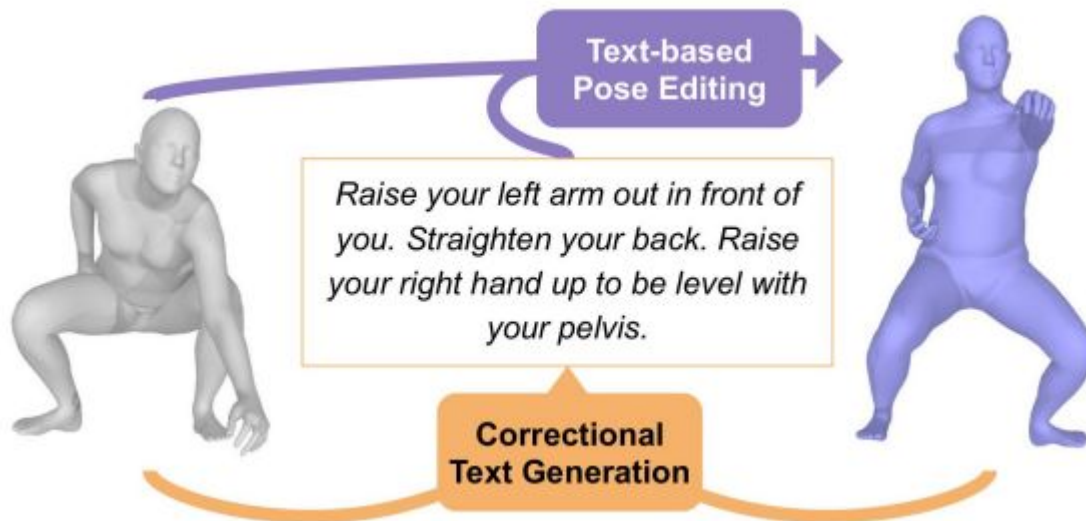 Text-based
Pose Editing
Raise your left arm out in front of
you. Straighten your back. Raise
your right hand up to be level with
your pelvis.
Correctional
Text Generation